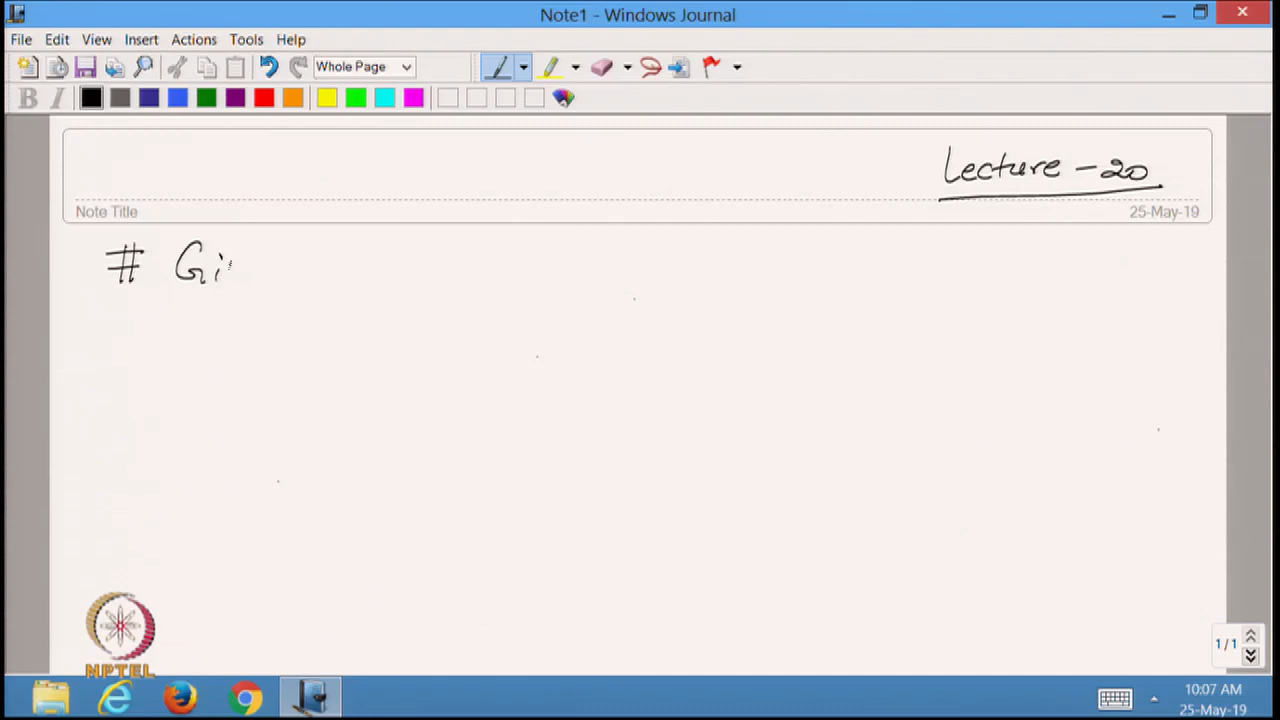 Note1 - Windows Journal
File Edit View Insert Actions Tools Help
Whole Page
B I
Lecture - 20
Note Title
25-May-19
# Gi
NPTEL
1 / 1
10:07 AM
25-May-19